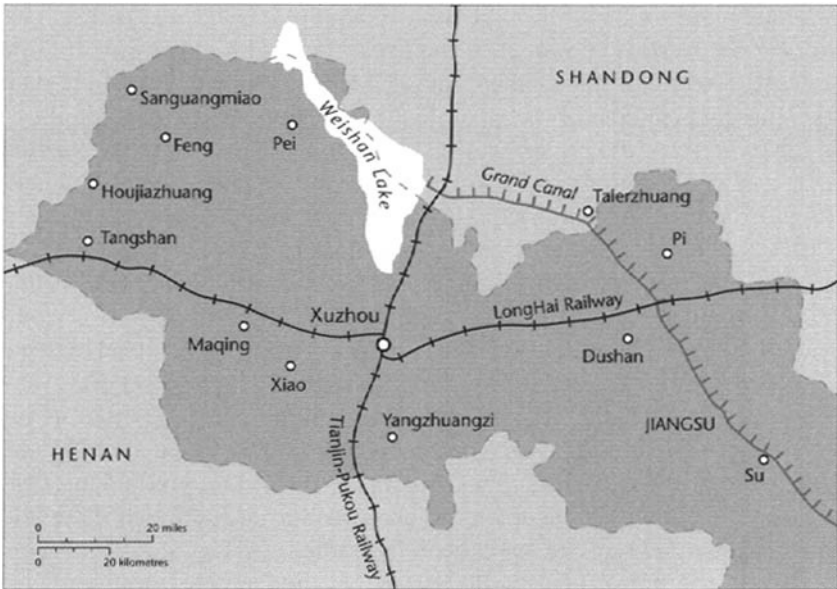 SHANDONG
Sanguangmiao
Feng
Pei
Weishan Lake
Grand Canal
Houjiazhuang
Taierzhuang
Tangshan
Pi
Xuzhou
LongHai Railway
Maqing
Dushan
Xiao
Yangzhuangzi
JIANGSU
HENAN
Tianjin-Pukou Railway
Su
0 20 miles
0 20 kilometres